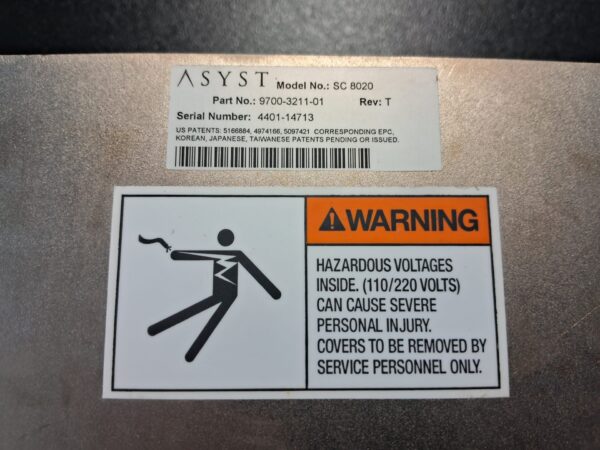 ASYST Model No.: SC 8020
Part No.: 9700-3211-01 Rev: T
Serial Number: 4401-14713
US PATENTS: 5166884, 4974166, 5097421 CORRESPONDING EPC,
KOREAN, JAPANESE, TAIWANESE PATENTS PENDING OR ISSUED.
WARNING
HAZARDOUS VOLTAGES
INSIDE. (110/220 VOLTS)
CAN CAUSE SEVERE
PERSONAL INJURY.
COVERS TO BE REMOVED BY
SERVICE PERSONNEL ONLY.